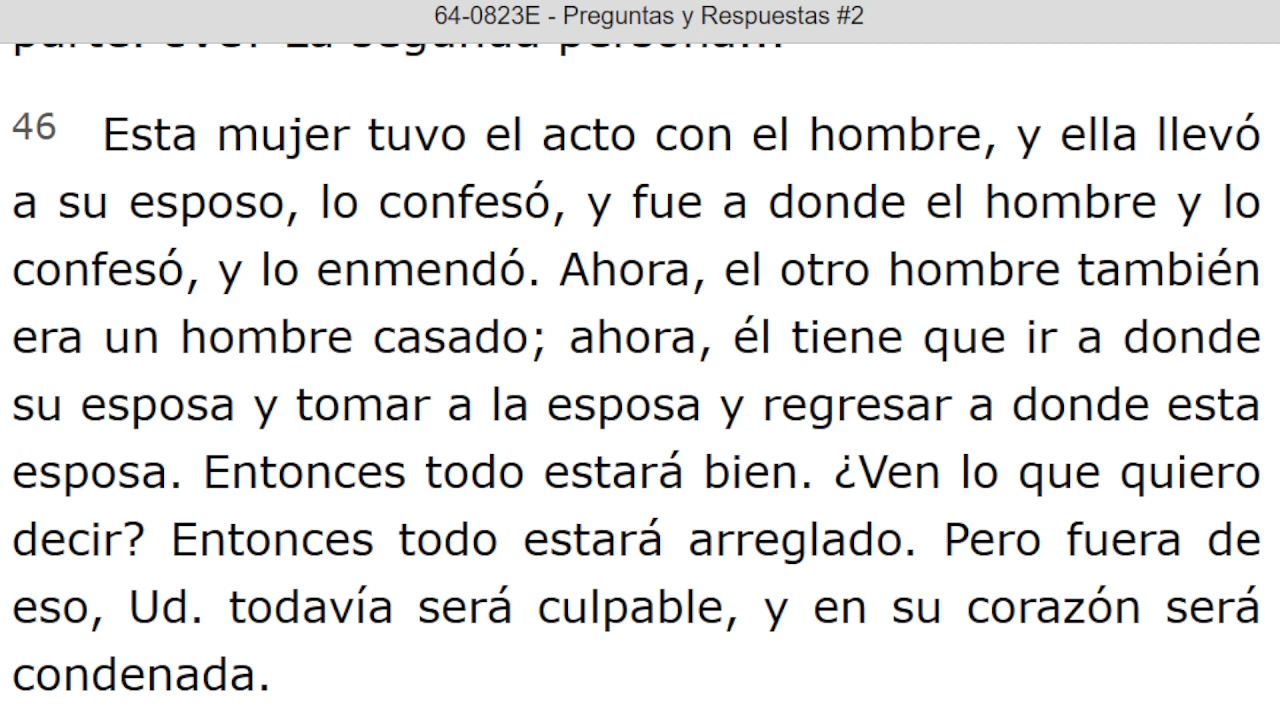 64-0823E - Preguntas y Respuestas #2
46 Esta mujer tuvo el acto con el hombre, y ella llevó
a su esposo, lo confesó, y fue a donde el hombre y lo
confesó, y lo enmendó. Ahora, el otro hombre también
era un hombre casado; ahora, él tiene que ir a donde
su esposa y tomar a la esposa y regresar a donde esta
esposa. Entonces todo estará bien. ¿Ven lo que quiero
decir? Entonces todo estará arreglado. Pero fuera de
eso, Ud. todavía será culpable, y en su corazón será
condenada.